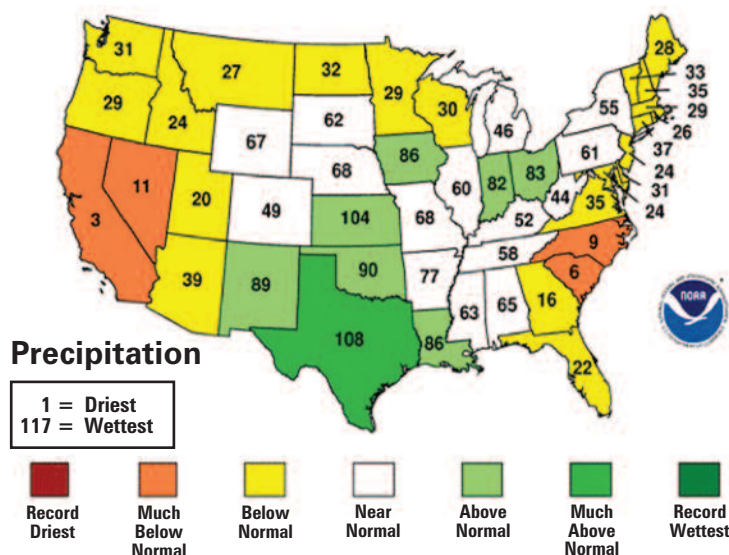 31
27
32
29
28
33
35
29
26
37
24
31
24
29
24
67
62
30
46
55
61
3
11
20
49
68
86
60
82
83
44
35
39
89
104
68
52
9
58
6
90
77
63
65
16
108
86
22
NOAA
Precipitation
1 = Driest
117 = Wettest
Record
Driest
Much
Below
Normal
Below
Normal
Near
Normal
Above
Normal
Much
Above
Normal
Record
Wettest